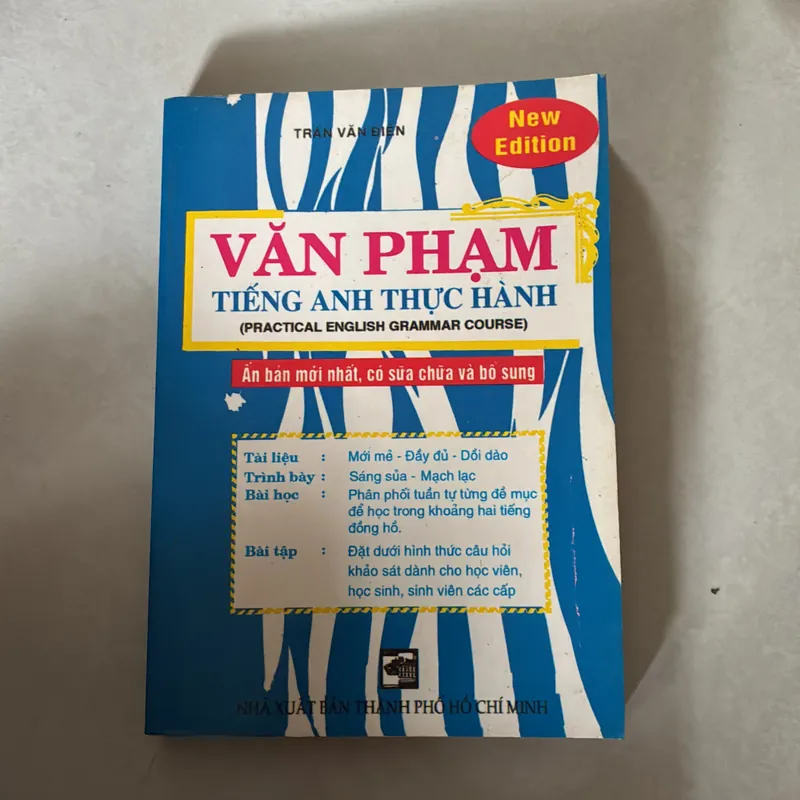 TRẦN VĂN ĐIỀN
New
Edition
VĂN PHẠM
TIẾNG ANH THỰC HÀNH
(PRACTICAL ENGLISH GRAMMAR COURSE)
Ấn bản mới nhất, có sửa chữa và bổ sung
Tài liệu : Mới mẻ - Đầy đủ - Dồi dào
Trình bày : Sáng sủa - Mạch lạc
Bài học : Phân phối tuần tự từng đề mục
để học trong khoảng hai tiếng
đồng hồ.
Bài tập : Đặt dưới hình thức câu hỏi
khảo sát dành cho học viên,
học sinh, sinh viên các cấp
NHÀ XUẤT BẢN THÀNH PHỐ HỒ CHÍ MINH